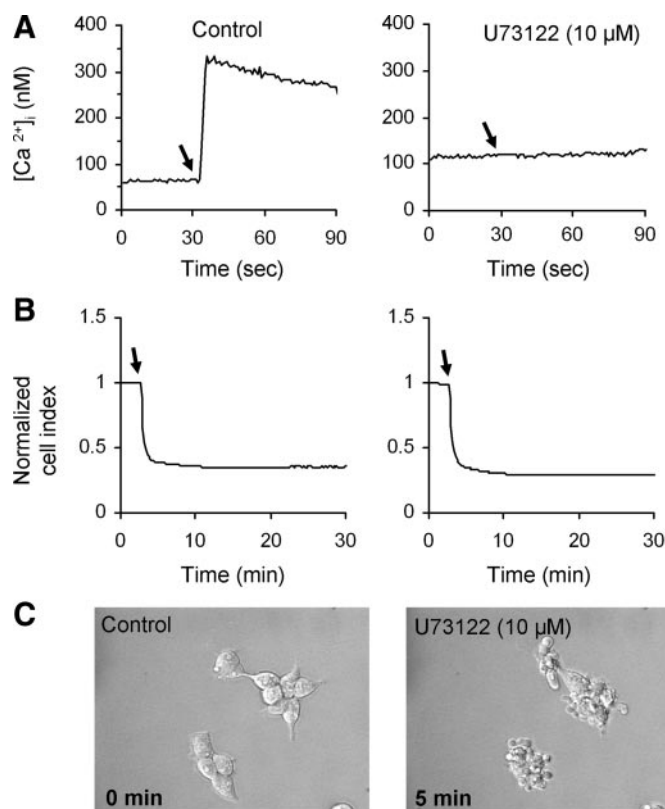 A
Control
U73122 (10 µM)
[Ca 2+]i (nM)
400
300
200
100
0
0 30 60 90
Time (sec)
400
300
200
100
0
0 30 60 90
Time (sec)
B
Normalized
cell index
1.5
1
0.5
0
0 10 20 30
Time (min)
1.5
1
0.5
0
0 10 20 30
Time (min)
C
Control
0 min
U73122 (10 µM)
5 min